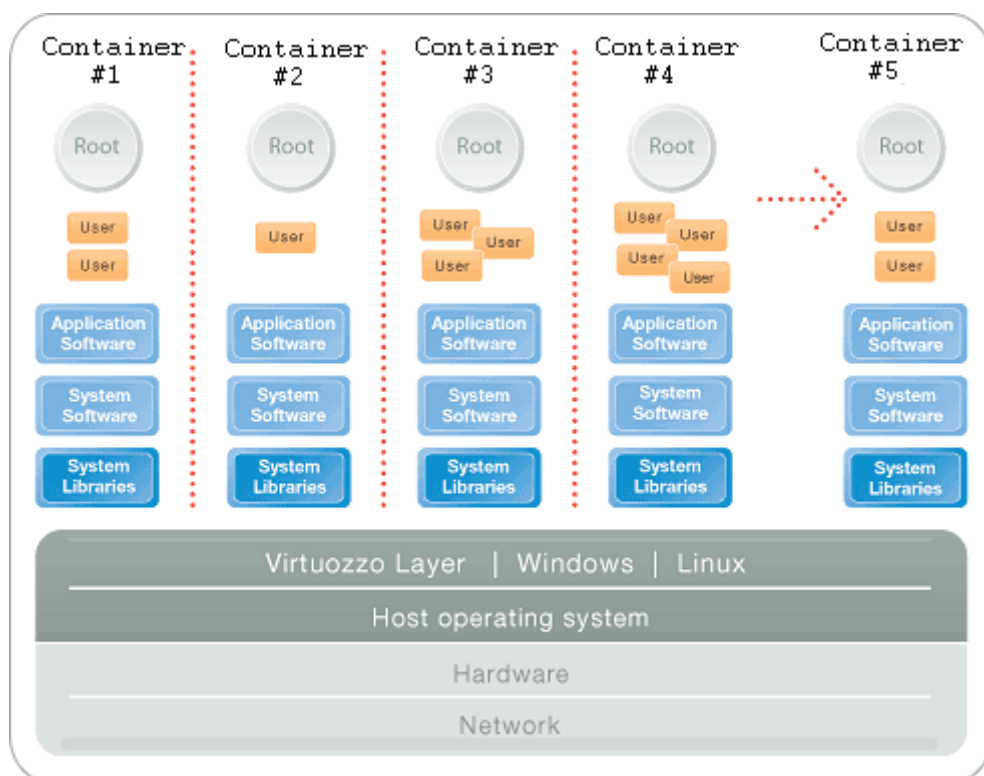 Container
#1
Container
#2
Container
#3
Container
#4
Container
#5
Root
Root
Root
Root
Root
User
User
User
User
User
User
User
User
User
User
User
User
Application
Software
Application
Software
Application
Software
Application
Software
Application
Software
System
Software
System
Software
System
Software
System
Software
System
Software
System
Libraries
System
Libraries
System
Libraries
System
Libraries
System
Libraries
Virtuozzo Layer | Windows | Linux
Host operating system
Hardware
Network